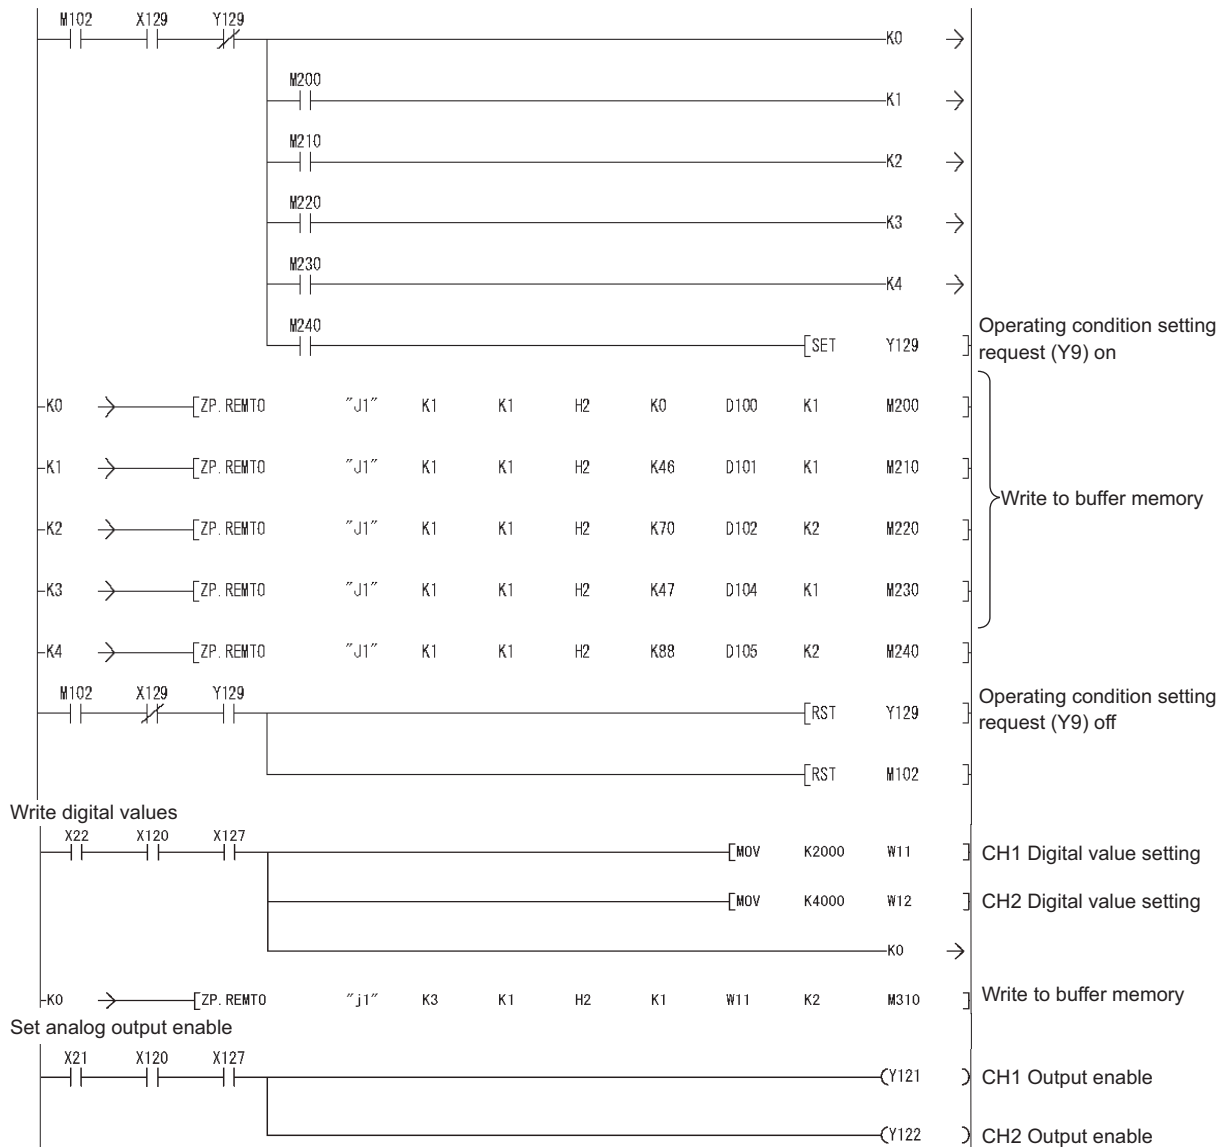 M102 X129 Y129
K0
M200
K1
M210
K2
M220
K3
M230
K4
M240
SET Y129
Operating condition setting
request (Y9) on
K0 ZP.REMTO "J1" K1 K1 H2 K0 D100 K1 M200
K1 ZP.REMTO "J1" K1 K1 H2 K46 D101 K1 M210
Write to buffer memory
K2 ZP.REMTO "J1" K1 K1 H2 K70 D102 K2 M220
K3 ZP.REMTO "J1" K1 K1 H2 K47 D104 K1 M230
K4 ZP.REMTO "J1" K1 K1 H2 K88 D105 K2 M240
M102 X129 Y129
RST Y129
Operating condition setting
request (Y9) off
RST M102
Write digital values
X22 X120 X127
MOV K2000 W11 CH1 Digital value setting
MOV K4000 W12 CH2 Digital value setting
K0
K0 ZP.REMTO "j1" K3 K1 H2 K1 W11 K2 M310 Write to buffer memory
Set analog output enable
X21 X120 X127
Y121 CH1 Output enable
Y122 CH2 Output enable